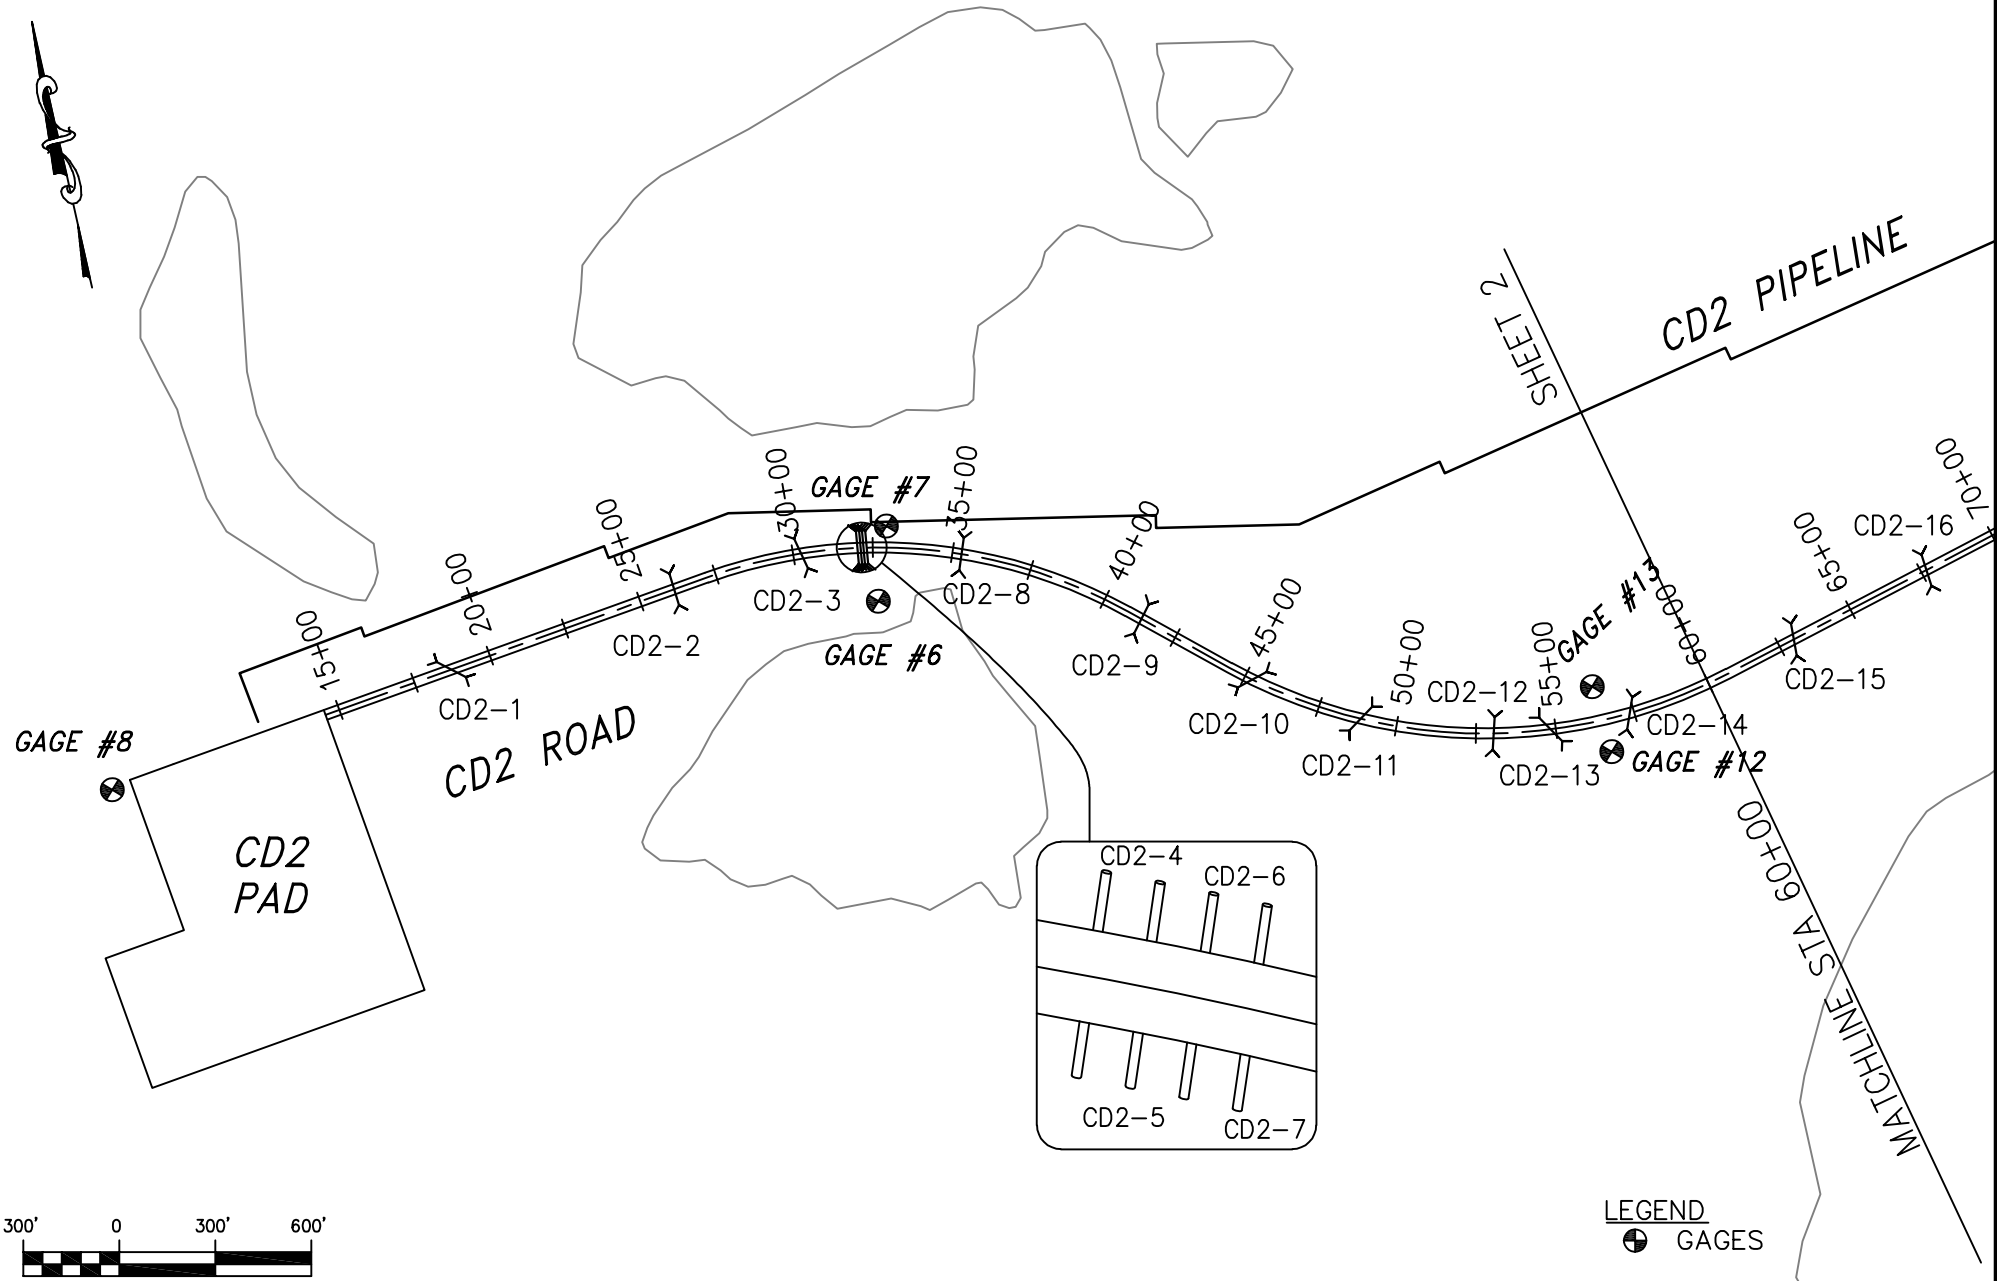 SHEET 2
CD2 PIPELINE
GAGE #7
15+00
20+00
25+00
30+00
35+00
40+00
45+00
50+00
55+00
60+00
65+00
70+00
CD2-16
CD2-3
CD2-8
CD2-2
GAGE #6
CD2-9
GAGE #13
CD2-15
CD2-1
CD2-10
CD2-12
CD2-14
CD2 ROAD
GAGE #8
CD2-11
CD2-13
GAGE #12
CD2
PAD
CD2-4
CD2-6
CD2-5
CD2-7
MATCHLINE STA 60+00
300' 0 300' 600'
LEGEND
GAGES